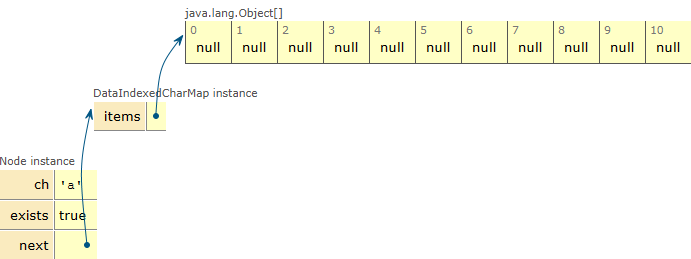 java.lang.Object[]
0 1 2 3 4 5 6 7 8 9 10
null null null null null null null null null null null
DataIndexedCharMap instance
items
Node instance
ch 'a'
exists true
next